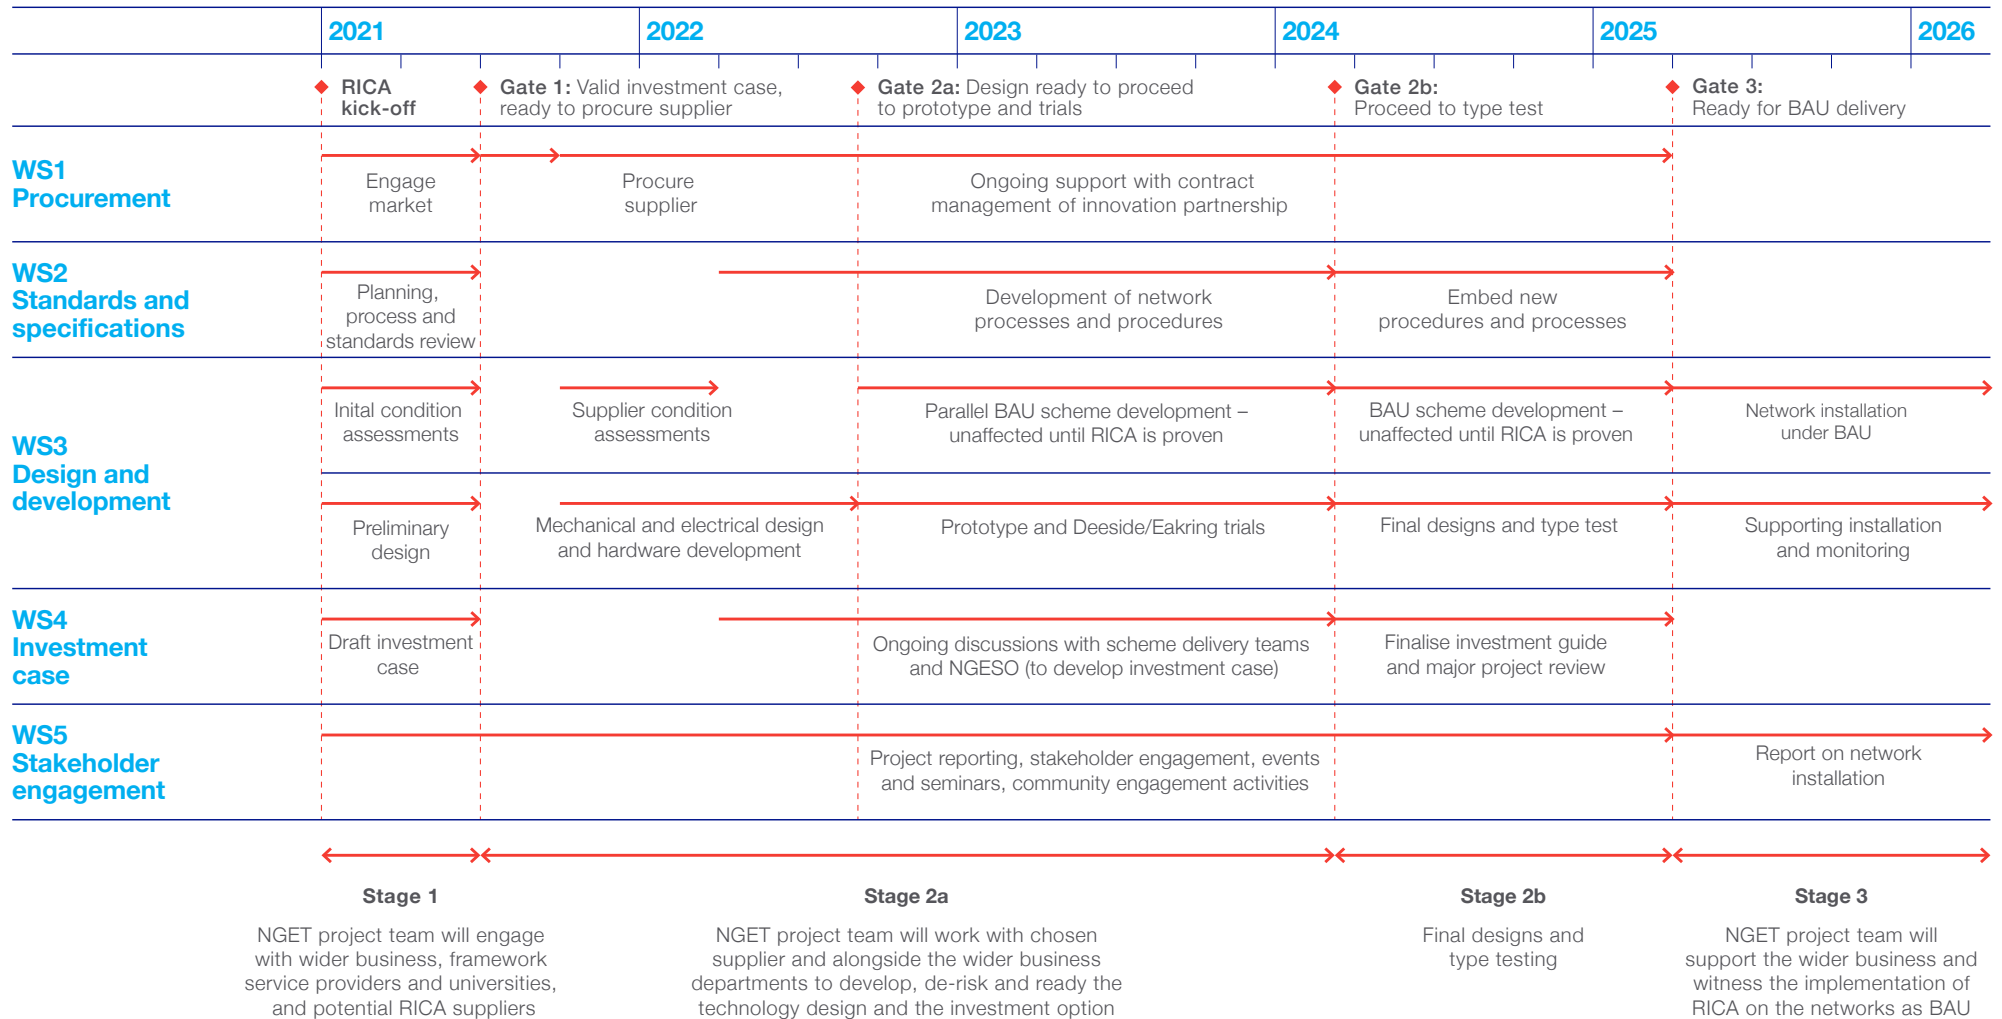 2021
2022
2023
2024
2025
2026
RICA
kick-off
Gate 1: Valid investment case,
ready to procure supplier
Gate 2a: Design ready to proceed
to prototype and trials
Gate 2b:
Proceed to type test
Gate 3:
Ready for BAU delivery
WS1
Procurement
Engage
market
Procure
supplier
Ongoing support with contract
management of innovation partnership
WS2
Standards and
specifications
Planning,
process and
standards review
Development of network
processes and procedures
Embed new
procedures and processes
WS3
Design and
development
Inital condition
assessments
Supplier condition
assessments
Parallel BAU scheme development –
unaffected until RICA is proven
BAU scheme development –
unaffected until RICA is proven
Network installation
under BAU
Preliminary
design
Mechanical and electrical design
and hardware development
Prototype and Deeside/Eakring trials
Final designs and type test
Supporting installation
and monitoring
WS4
Investment
case
Draft investment
case
Ongoing discussions with scheme delivery teams
and NGESO (to develop investment case)
Finalise investment guide
and major project review
WS5
Stakeholder
engagement
Project reporting, stakeholder engagement, events
and seminars, community engagement activities
Report on network
installation
Stage 1
NGET project team will engage
with wider business, framework
service providers and universities,
and potential RICA suppliers
Stage 2a
NGET project team will work with chosen
supplier and alongside the wider business
departments to develop, de-risk and ready the
technology design and the investment option
Stage 2b
Final designs and
type testing
Stage 3
NGET project team will
support the wider business and
witness the implementation of
RICA on the networks as BAU